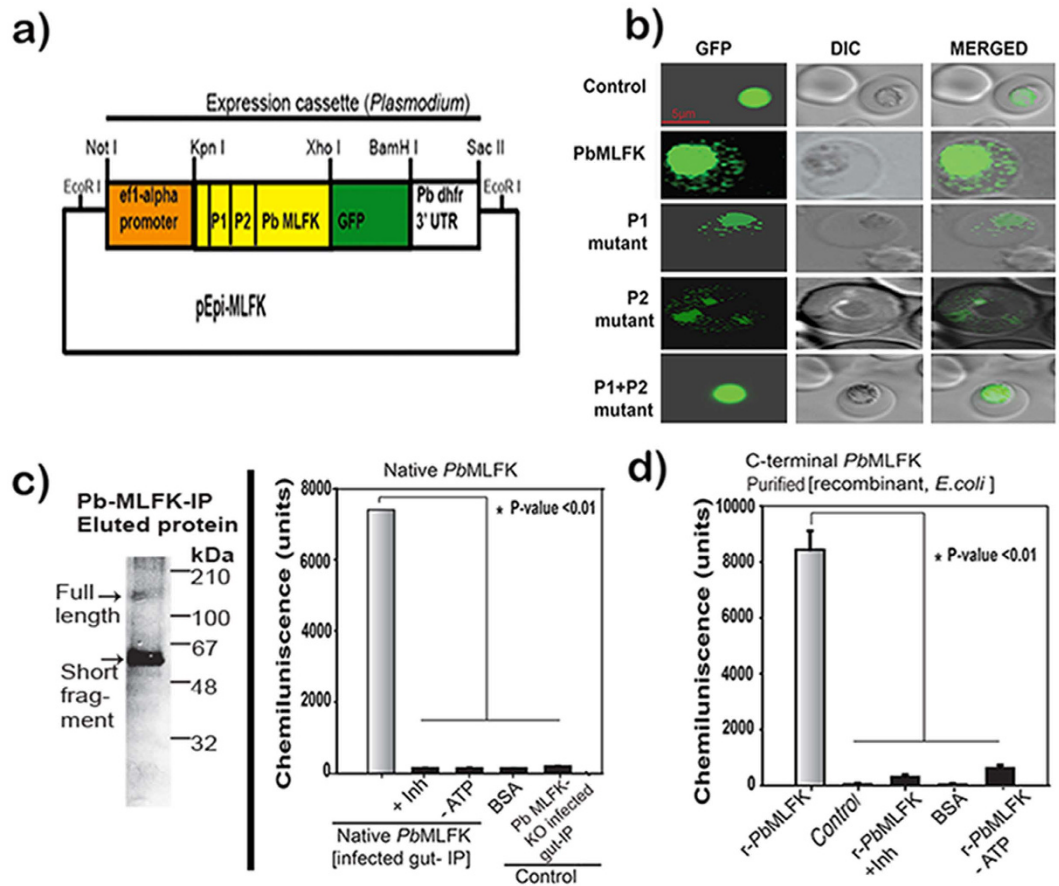 a)
Expression cassette (Plasmodium)
Not I
Kpn I
Xho I
BamH I
Sac II
EcoR I
EcoR I
ef1-alpha
promoter
P1
P2
Pb MLFK
GFP
Pb dhfr
3' UTR
pEpi-MLFK
b)
GFP
DIC
MERGED
Control
5µm
PbMLFK
P1
mutant
P2
mutant
P1+P2
mutant
c)
Pb-MLFK-IP
Eluted protein
kDa
210
100
67
48
32
Full
length
Short
frag-
ment
Native PbMLFK
8000
6000
4000
2000
0
Chemiluniscence (units)
* P-value <0.01
+ Inh
- ATP
BSA
Pb MLFK-
KO infected
gut-IP
Native PbMLFK
[infected gut- IP]
Control
d)
C-terminal PbMLFK
Purified [recombinant, E.coli ]
10000
8000
6000
4000
2000
0
Chemiluniscence (units)
* P-value <0.01
r-PbMLFK
Control
r-PbMLFK
+Inh
BSA
r-PbMLFK
- ATP